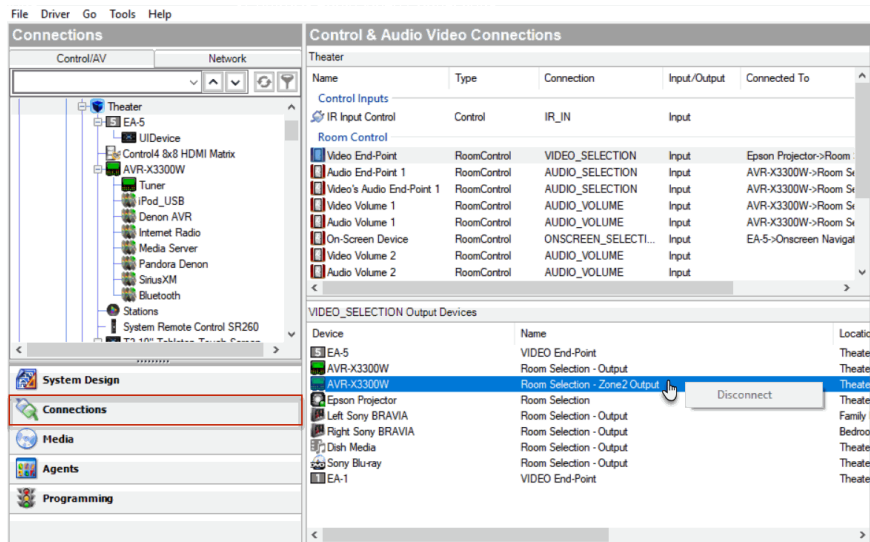 File Driver Go Tools Help
Connections
Control/AV Network
Theater
EA-5
UIDevice
Control4 8x8 HDMI Matrix
AVR-X3300W
Tuner
iPod_USB
Denon AVR
Internet Radio
Media Server
Pandora Denon
SiriusXM
Bluetooth
Stations
System Remote Control SR260
System Design
Connections
Media
Agents
Programming
Control & Audio Video Connections
Theater
Name Type Connection Input/Output Connected To
Control Inputs
IR Input Control Control IR_IN Input
Room Control
Video End-Point RoomControl VIDEO_SELECTION Input Epson Projector->Room
Audio End-Point 1 RoomControl AUDIO_SELECTION Input AVR-X3300W->Room Se
Video's Audio End-Point 1 RoomControl AUDIO_SELECTION Input AVR-X3300W->Room Se
Video Volume 1 RoomControl AUDIO_VOLUME Input AVR-X3300W->Room Se
Audio Volume 1 RoomControl AUDIO_VOLUME Input AVR-X3300W->Room Se
On-Screen Device RoomControl ONSCREEN_SELECTI... Input EA-5->Onscreen Navigat
Video Volume 2 RoomControl AUDIO_VOLUME Input
Audio Volume 2 RoomControl AUDIO_VOLUME Input
VIDEO_SELECTION Output Devices
Device Name Locatio
EA-5 VIDEO End-Point Theate
AVR-X3300W Room Selection - Output Theate
AVR-X3300W Room Selection - Zone2 Output Theate
Disconnect
Epson Projector Room Selection Theate
Left Sony BRAVIA Room Selection - Output Family
Right Sony BRAVIA Room Selection - Output Bedroo
Dish Media Room Selection - Output Theate
Sony Blu-ray Room Selection - Output Theate
EA-1 VIDEO End-Point Theate